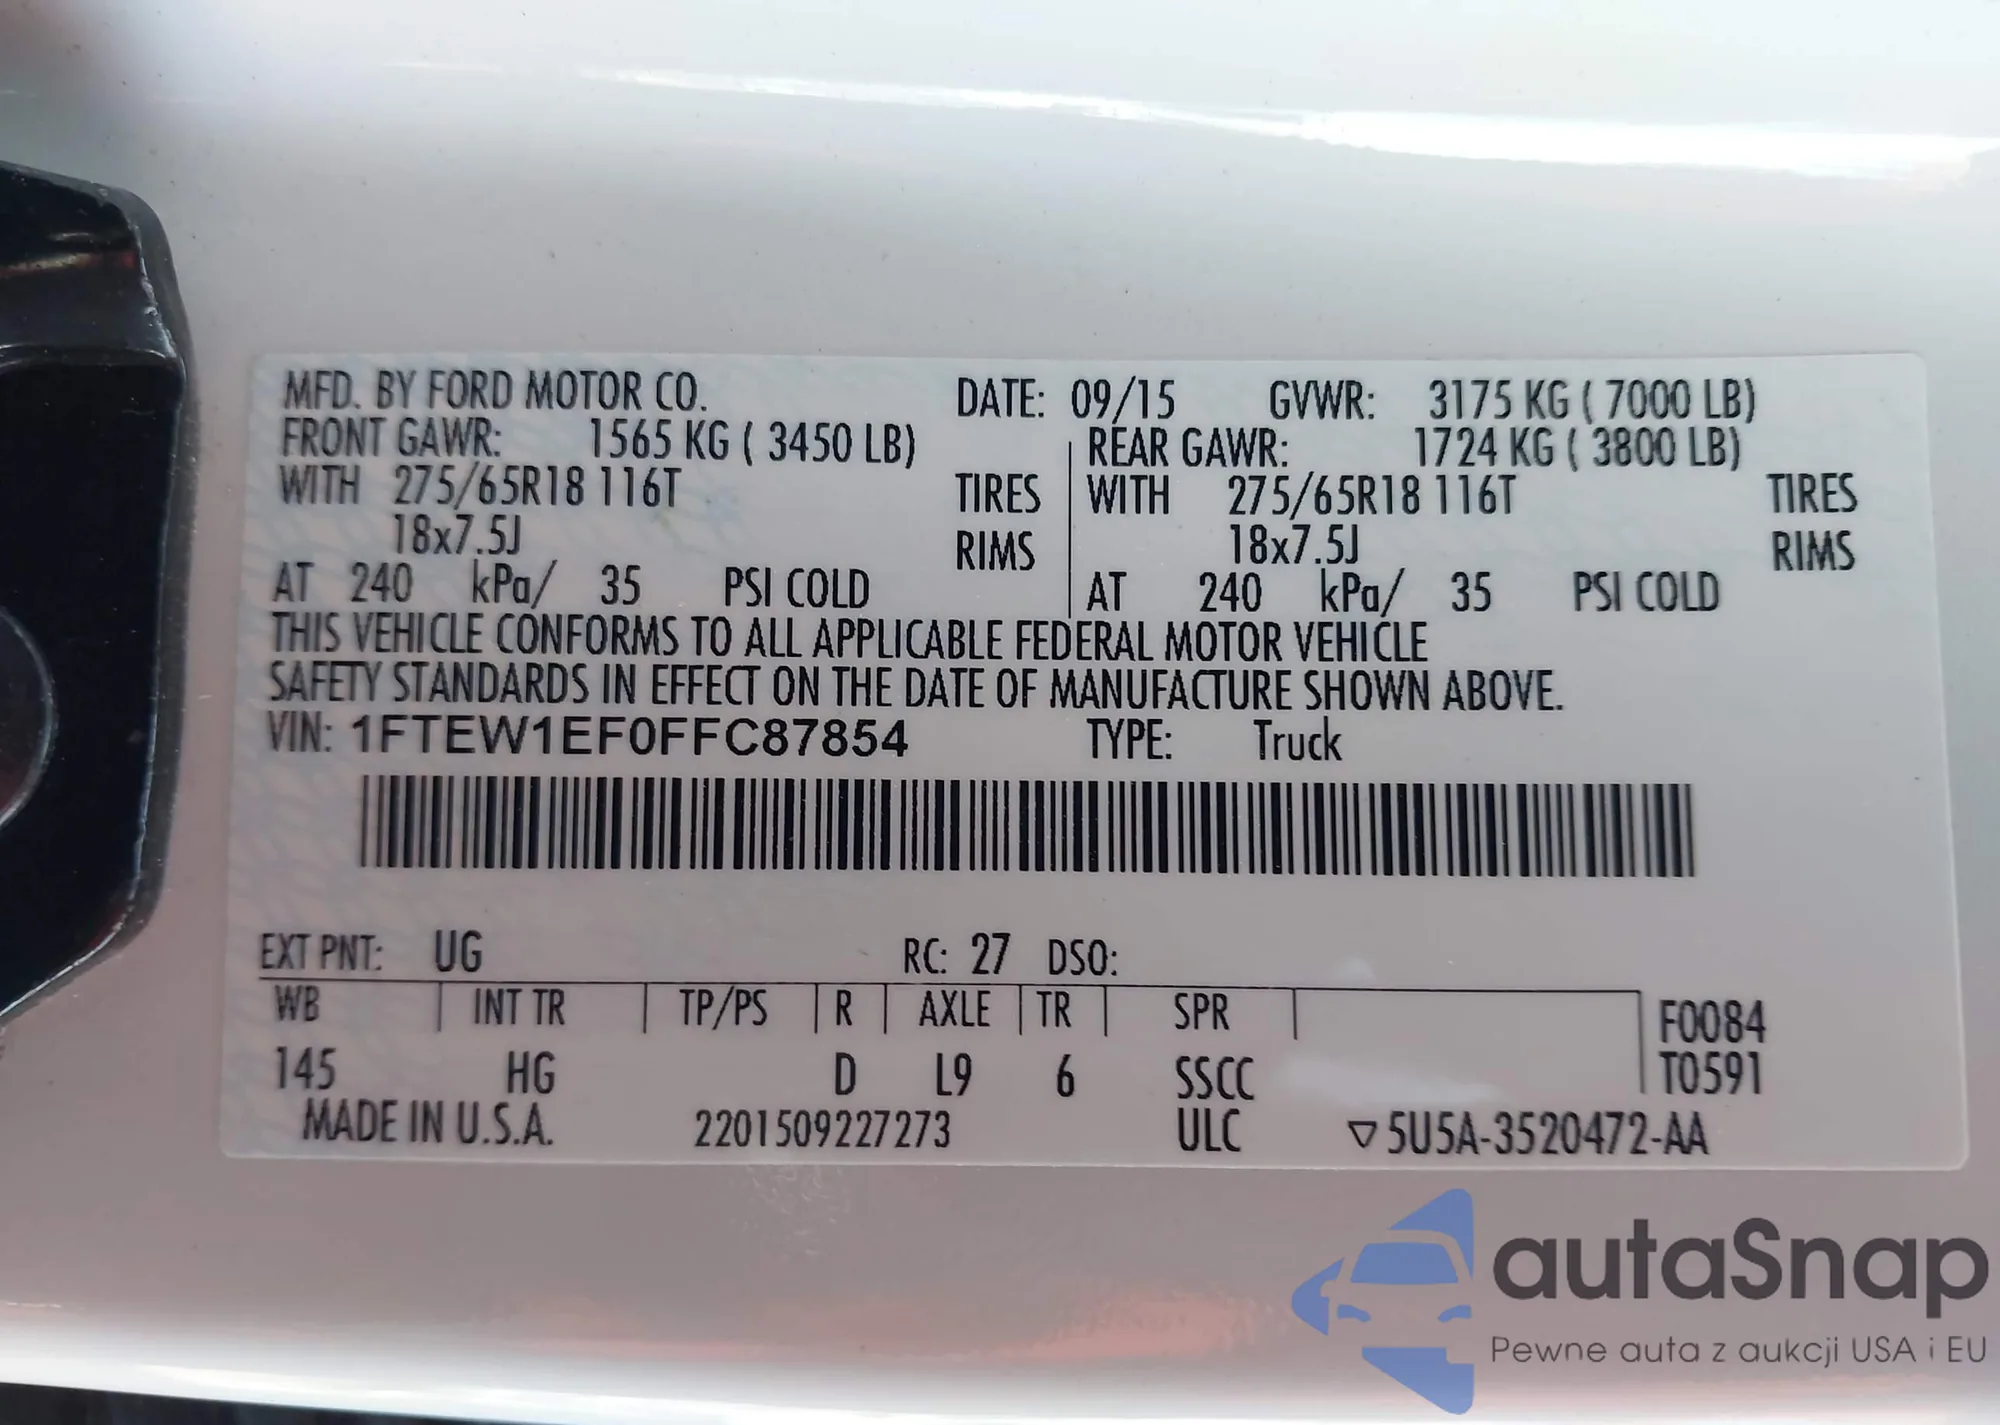 MFD. BY FORD MOTOR CO. DATE: 09/15 GVWR: 3175 KG ( 7000 LB)
FRONT GAWR: 1565 KG ( 3450 LB) REAR GAWR: 1724 KG ( 3800 LB)
WITH 275/65R18 116T TIRES WITH 275/65R18 116T TIRES
18x7.5J RIMS 18x7.5J RIMS
AT 240 kPa/ 35 PSI COLD AT 240 kPa/ 35 PSI COLD
THIS VEHICLE CONFORMS TO ALL APPLICABLE FEDERAL MOTOR VEHICLE
SAFETY STANDARDS IN EFFECT ON THE DATE OF MANUFACTURE SHOWN ABOVE.
VIN: 1FTEW1EF0FFC87854 TYPE: Truck
EXT PNT: UG RC: 27 DSO:
WB INT TR TP/PS R AXLE TR SPR F0084
145 HG D L9 6 SSCC T0591
MADE IN U.S.A. 2201509227273 ULC ▽5U5A-3520472-AA
autaSnap
Pewne auta z aukcji USA i EU